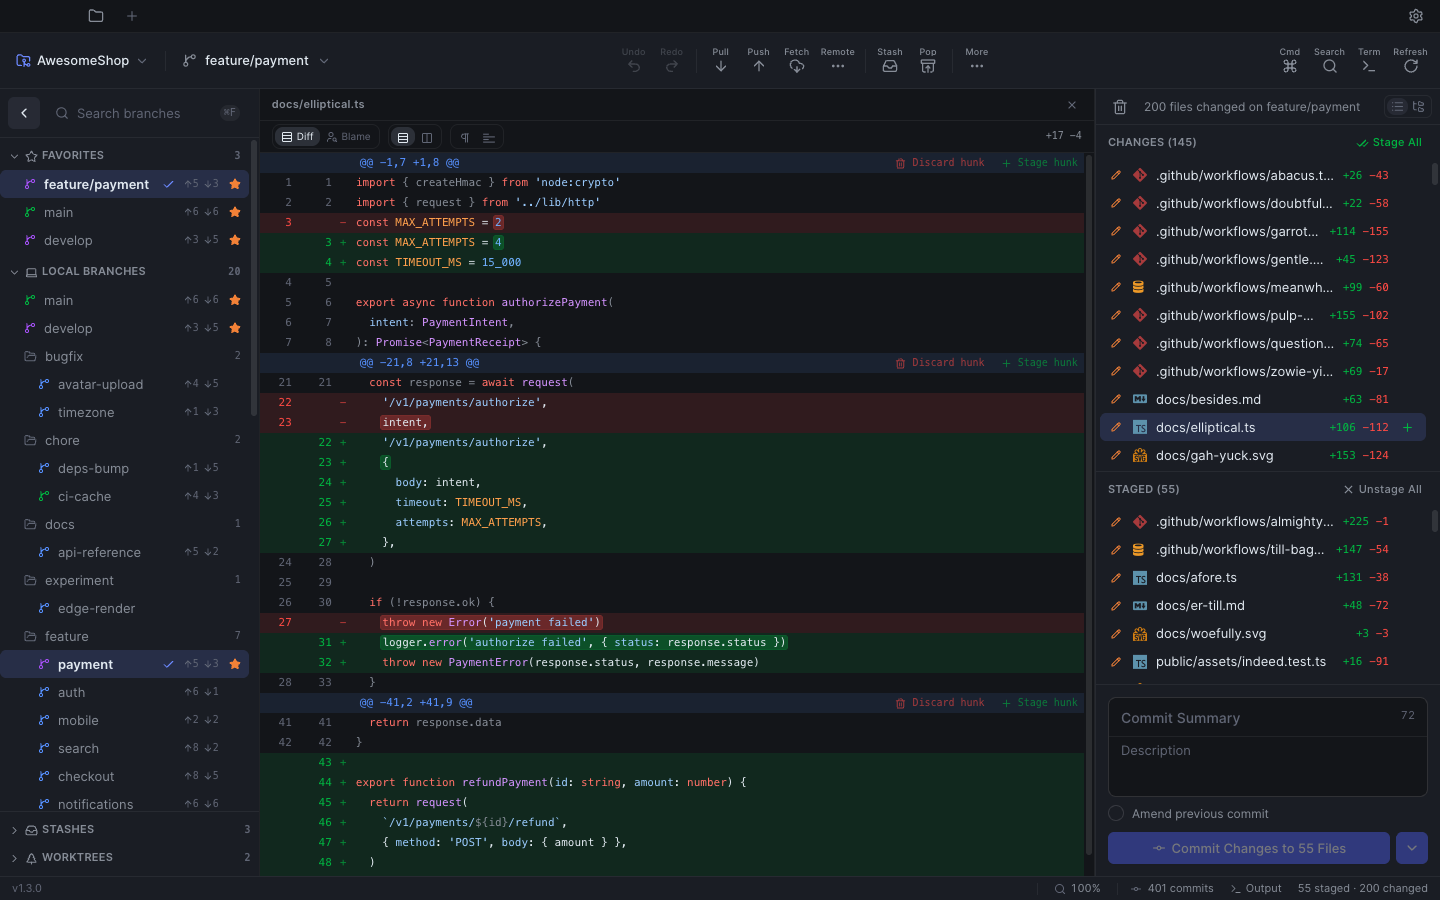 AwesomeShop
feature/payment
Undo Redo Pull Push Fetch Remote Stash Pop More
Cmd Search Term Refresh
Search branches ⌘F
FAVORITES 3
feature/payment ↑5 ↓3
main ↑6 ↓6
develop ↑3 ↓5
LOCAL BRANCHES 20
main ↑6 ↓6
develop ↑3 ↓5
bugfix 2
avatar-upload ↑4 ↓5
timezone ↑1 ↓3
chore 2
deps-bump ↑1 ↓5
ci-cache ↑4 ↓3
docs 1
api-reference ↑5 ↓2
experiment 1
edge-render
feature 7
payment ↑5 ↓3
auth ↑6 ↓1
mobile ↑2 ↓2
search ↑8 ↓2
checkout ↑8 ↓5
notifications ↑6 ↓6
STASHES 3
WORKTREES 2
docs/elliptical.ts
Diff Blame ¶ +17 −4
@@ −1,7 +1,8 @@ Discard hunk + Stage hunk
1 1 import { createHmac } from 'node:crypto'
2 2 import { request } from '../lib/http'
3 − const MAX_ATTEMPTS = 2
3 + const MAX_ATTEMPTS = 4
4 + const TIMEOUT_MS = 15_000
4 5
5 6 export async function authorizePayment(
6 7 intent: PaymentIntent,
7 8 ): Promise<PaymentReceipt> {
@@ −21,8 +21,13 @@ Discard hunk + Stage hunk
21 21 const response = await request(
22 − '/v1/payments/authorize',
23 − intent,
22 + '/v1/payments/authorize',
23 + {
24 + body: intent,
25 + timeout: TIMEOUT_MS,
26 + attempts: MAX_ATTEMPTS,
27 + },
24 28 )
25 29
26 30 if (!response.ok) {
27 − throw new Error('payment failed')
31 + logger.error('authorize failed', { status: response.status })
32 + throw new PaymentError(response.status, response.message)
28 33 }
@@ −41,2 +41,9 @@ Discard hunk + Stage hunk
41 41 return response.data
42 42 }
43 +
44 + export function refundPayment(id: string, amount: number) {
45 + return request(
46 + `/v1/payments/${id}/refund`,
47 + { method: 'POST', body: { amount } },
48 + )
200 files changed on feature/payment
CHANGES (145) Stage All
.github/workflows/abacus.t... +26 −43
.github/workflows/doubtful... +22 −58
.github/workflows/garrot... +114 −155
.github/workflows/gentle.... +45 −123
.github/workflows/meanwh... +99 −60
.github/workflows/pulp-... +155 −102
.github/workflows/question... +74 −65
.github/workflows/zowie-yi... +69 −17
docs/besides.md +63 −81
docs/elliptical.ts +106 −112 +
docs/gah-yuck.svg +153 −124
STAGED (55) Unstage All
.github/workflows/almighty... +225 −1
.github/workflows/till-bag... +147 −54
docs/afore.ts +131 −38
docs/er-till.md +48 −72
docs/woefully.svg +3 −3
public/assets/indeed.test.ts +16 −91
Commit Summary 72
Description
Amend previous commit
Commit Changes to 55 Files
v1.3.0 100% 401 commits Output 55 staged · 200 changed